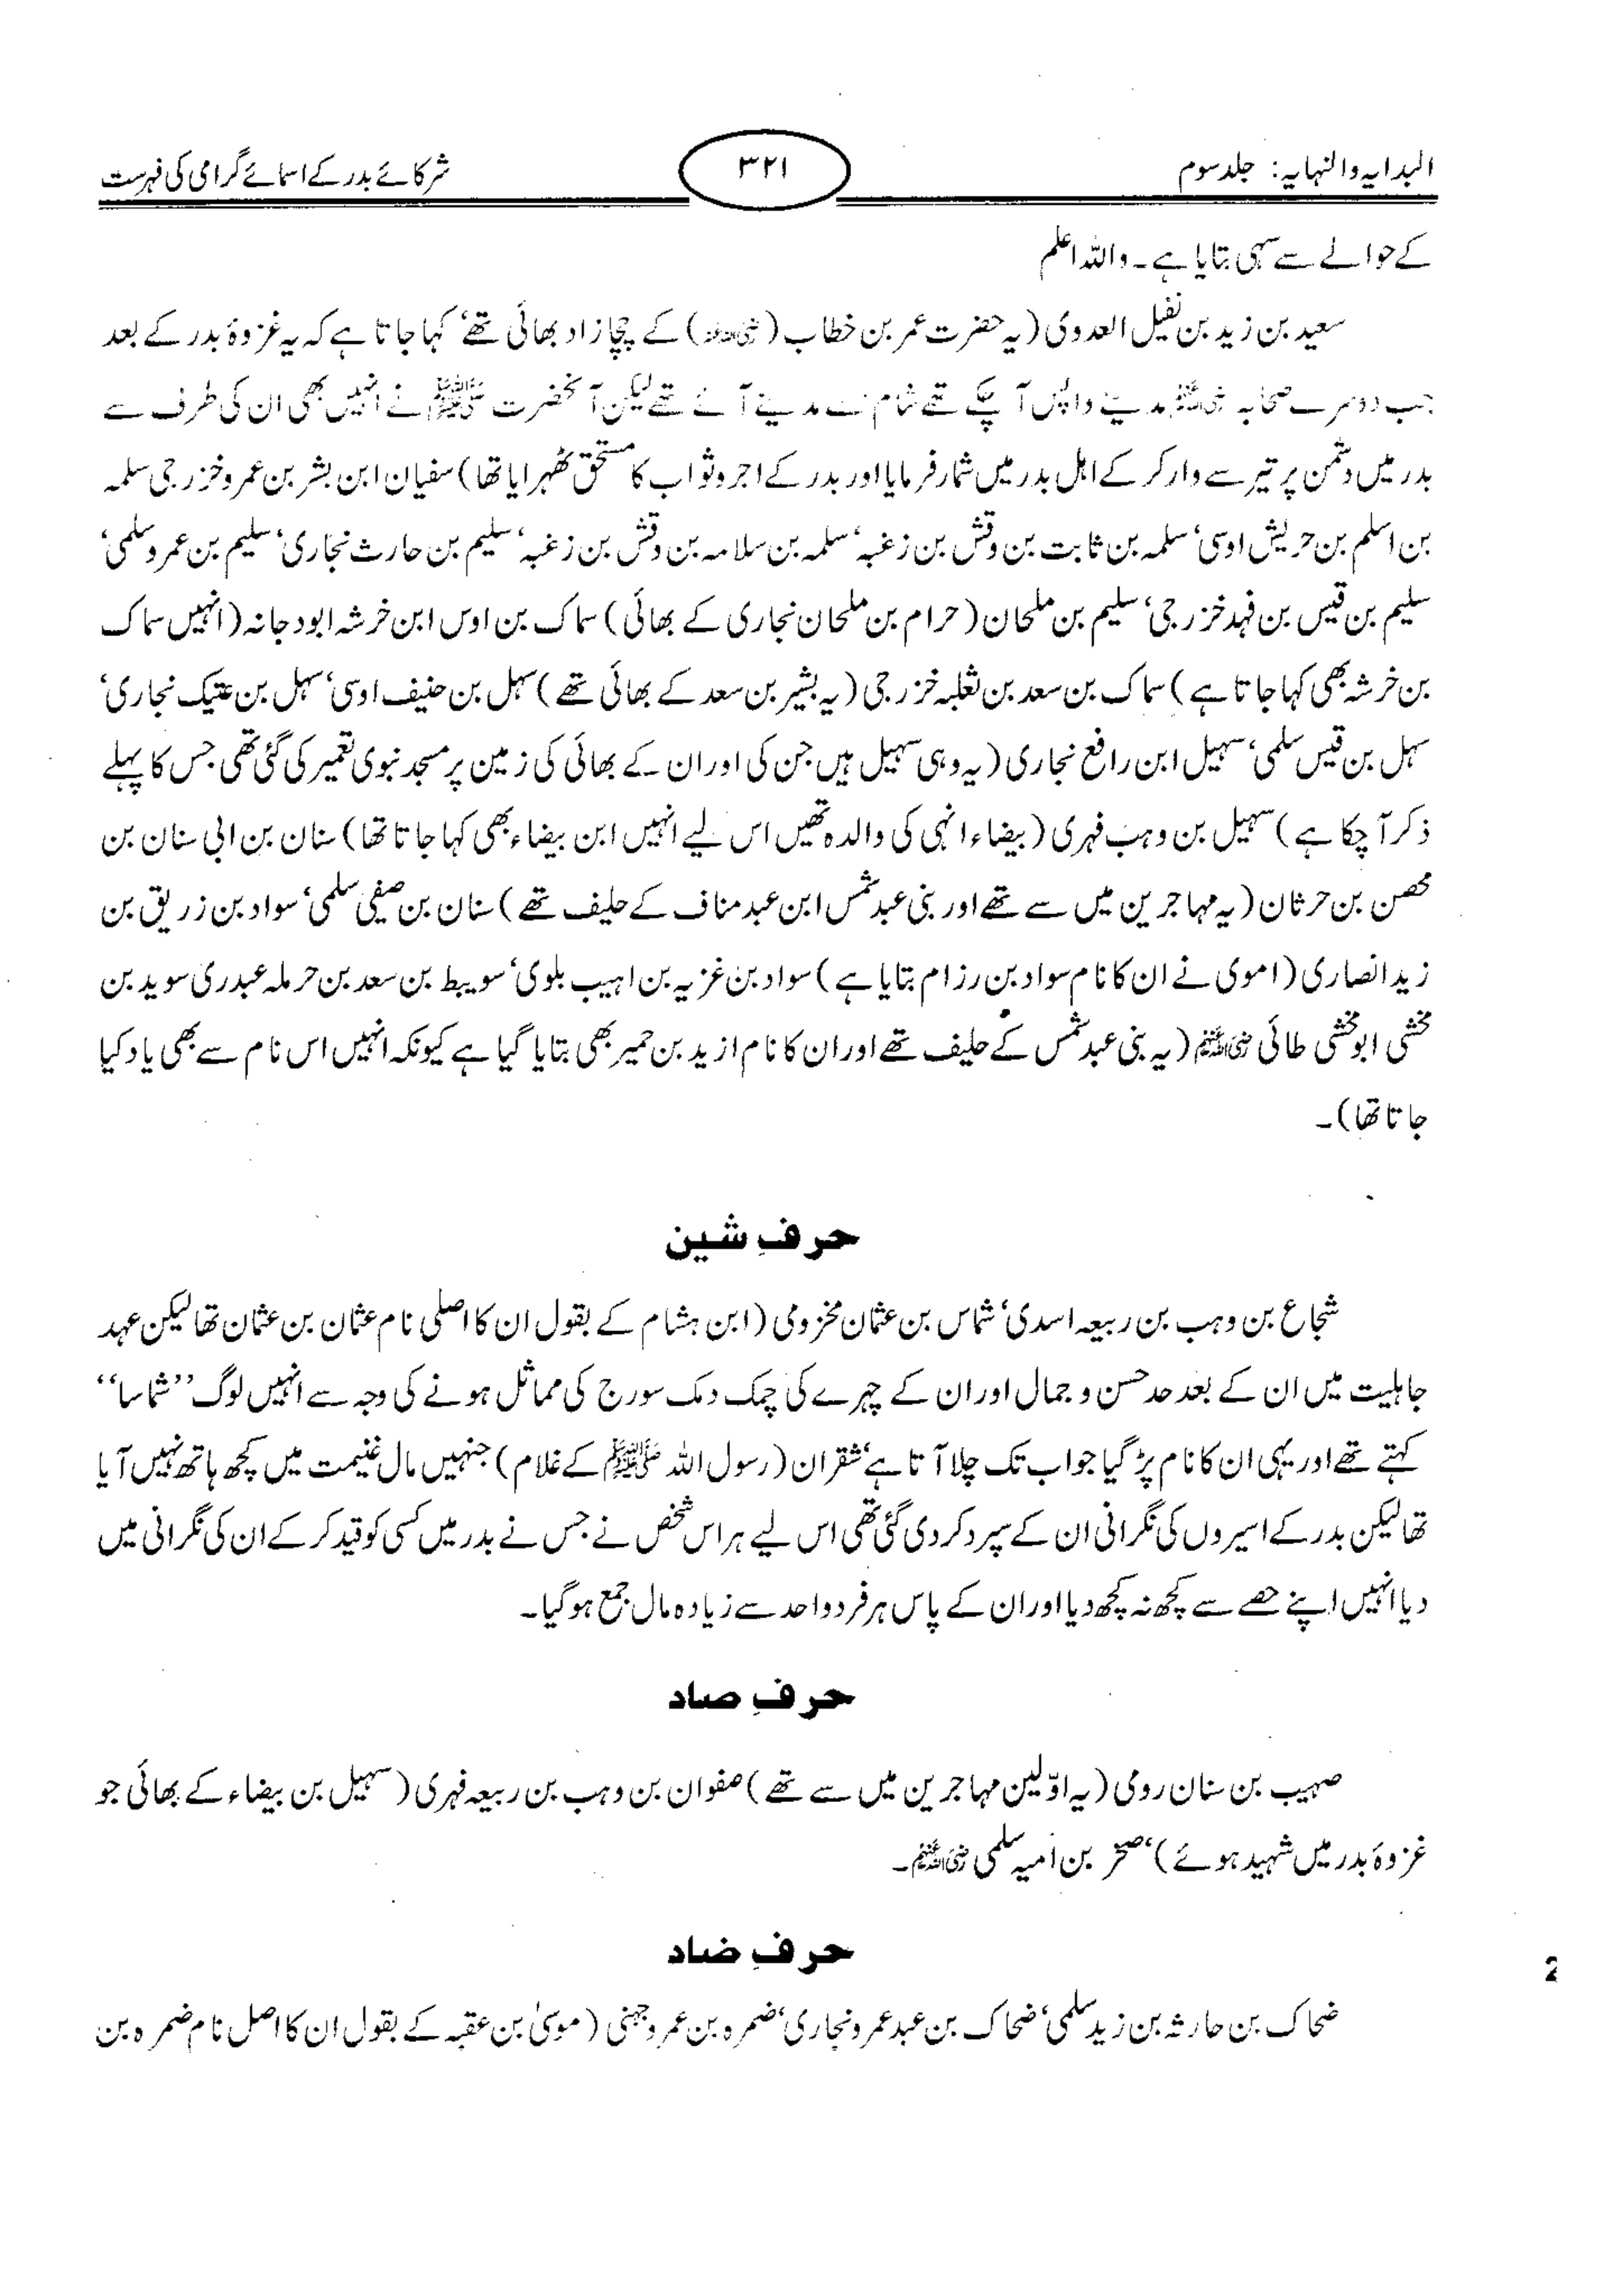 البدایہ والنہایہ: جلد سوم
۳۲۱
شرکائے بدر کے اسمائے گرامی کی فہرست
کے حوالے سے یہی بتایا ہے۔ واللہ اعلم
سعید بن زید بن نفیل العدوی (یہ حضرت عمر بن خطاب (رضی اللہ عنہ) کے چچا زاد بھائی تھے‘ کہا جاتا ہے کہ یہ غزوۂ بدر کے بعد
جب دوسرے صحابہ رضی اللہ عنہم مدینے واپس آ چکے تھے شام سے مدینے آئے تھے لیکن آنحضرت صلی اللہ علیہ وسلم نے انہیں بھی ان کی طرف سے
بدر میں دشمن پر تیر سے وار کر کے اہل بدر میں شمار فرمایا اور بدر کے اجر و ثواب کا مستحق ٹھہرایا تھا) سفیان ابن بشر بن عمرو خزرجی سلمہ
بن اسلم بن حریش اوسی‘ سلمہ بن ثابت بن وقش بن زغبہ‘ سلمہ بن سلامہ بن وقش بن زغبہ‘ سلیم بن حارث نجاری‘ سلیم بن عمرو سلمی‘
سلیم بن قیس بن فہد خزرجی‘ سلیم بن ملحان (حرام بن ملحان نجاری کے بھائی) سماک بن اوس ابن خرشہ ابودجانہ (انہیں سماک
بن خرشہ بھی کہا جاتا ہے) سماک بن سعد بن ثعلبہ خزرجی (یہ بشیر بن سعد کے بھائی تھے) سہل بن حنیف اوسی‘ سہل بن عتیک نجاری‘
سہل بن قیس سلمی‘ سہیل ابن رافع نجاری (یہ وہی سہیل ہیں جن کی اور ان کے بھائی کی زمین پر مسجد نبوی تعمیر کی گئی تھی جس کا پہلے
ذکر آ چکا ہے) سہیل بن وہب فہری (بیضاء انہی کی والدہ تھیں اس لیے انہیں ابن بیضاء بھی کہا جاتا تھا) سنان بن ابی سنان بن
محصن بن حرثان (یہ مہاجرین میں سے تھے اور بنی عبد شمس ابن عبد مناف کے حلیف تھے) سنان بن صفی سلمی‘ سواد بن زریق بن
زید انصاری (اموی نے ان کا نام سواد بن رزام بتایا ہے) سواد بن غزیہ بن اہیب بلوی‘ سویبط بن سعد بن حرملہ عبدری سوید بن
مخشی ابو مخشی طائی رضی اللہ عنہ (یہ بنی عبد شمس کے حلیف تھے اور ان کا نام ازید بن حمیر بھی بتایا گیا ہے کیونکہ انہیں اس نام سے بھی یاد کیا
جاتا تھا)۔
حرفِ شین
شجاع بن وہب بن ربیعہ اسدی‘ شماس بن عثمان مخزومی (ابن ہشام کے بقول ان کا اصلی نام عثمان بن عثمان تھا لیکن عہد
جاہلیت میں ان کے بعد حد حسن و جمال اور ان کے چہرے کی چمک دمک سورج کی مماثل ہونے کی وجہ سے انہیں لوگ ’’شماسا‘‘
کہتے تھے اور یہی ان کا نام پڑ گیا جو اب تک چلا آتا ہے‘ شقران (رسول اللہ صلی اللہ علیہ وسلم کے غلام) جنہیں مال غنیمت میں کچھ ہاتھ نہیں آیا
تھا لیکن بدر کے اسیروں کی نگرانی ان کے سپرد کر دی گئی تھی اس لیے ہر اس شخص نے جس نے بدر میں کسی کو قید کر کے ان کی نگرانی میں
دیا انہیں اپنے حصے سے کچھ نہ کچھ دیا اور ان کے پاس ہر فرد واحد سے زیادہ مال جمع ہو گیا۔
حرفِ صاد
صہیب بن سنان رومی (یہ اوّلین مہاجرین میں سے تھے) صفوان بن وہب بن ربیعہ فہری (سہیل بن بیضاء کے بھائی جو
غزوۂ بدر میں شہید ہوئے)‘ صخر بن اُمیہ سلمی رضی اللہ عنہم۔
حرفِ ضاد
2
ضحاک بن حارثہ بن زید سلمی‘ ضحاک بن عبد عمرو نجاری‘ ضمرہ بن عمرو جہنی (موسیٰ بن عقبہ کے بقول ان کا اصل نام ضمرہ بن